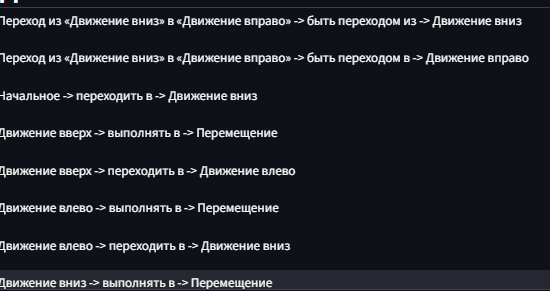 Переход из «Движение вниз» в «Движение вправо» -> быть переходом из -> Движение вниз
Переход из «Движение вниз» в «Движение вправо» -> быть переходом в -> Движение вправо
Начальное -> переходить в -> Движение вниз
Движение вверх -> выполнять в -> Перемещение
Движение вверх -> переходить в -> Движение влево
Движение влево -> выполнять в -> Перемещение
Движение влево -> переходить в -> Движение вниз
Движение вниз -> выполнять в -> Перемещение